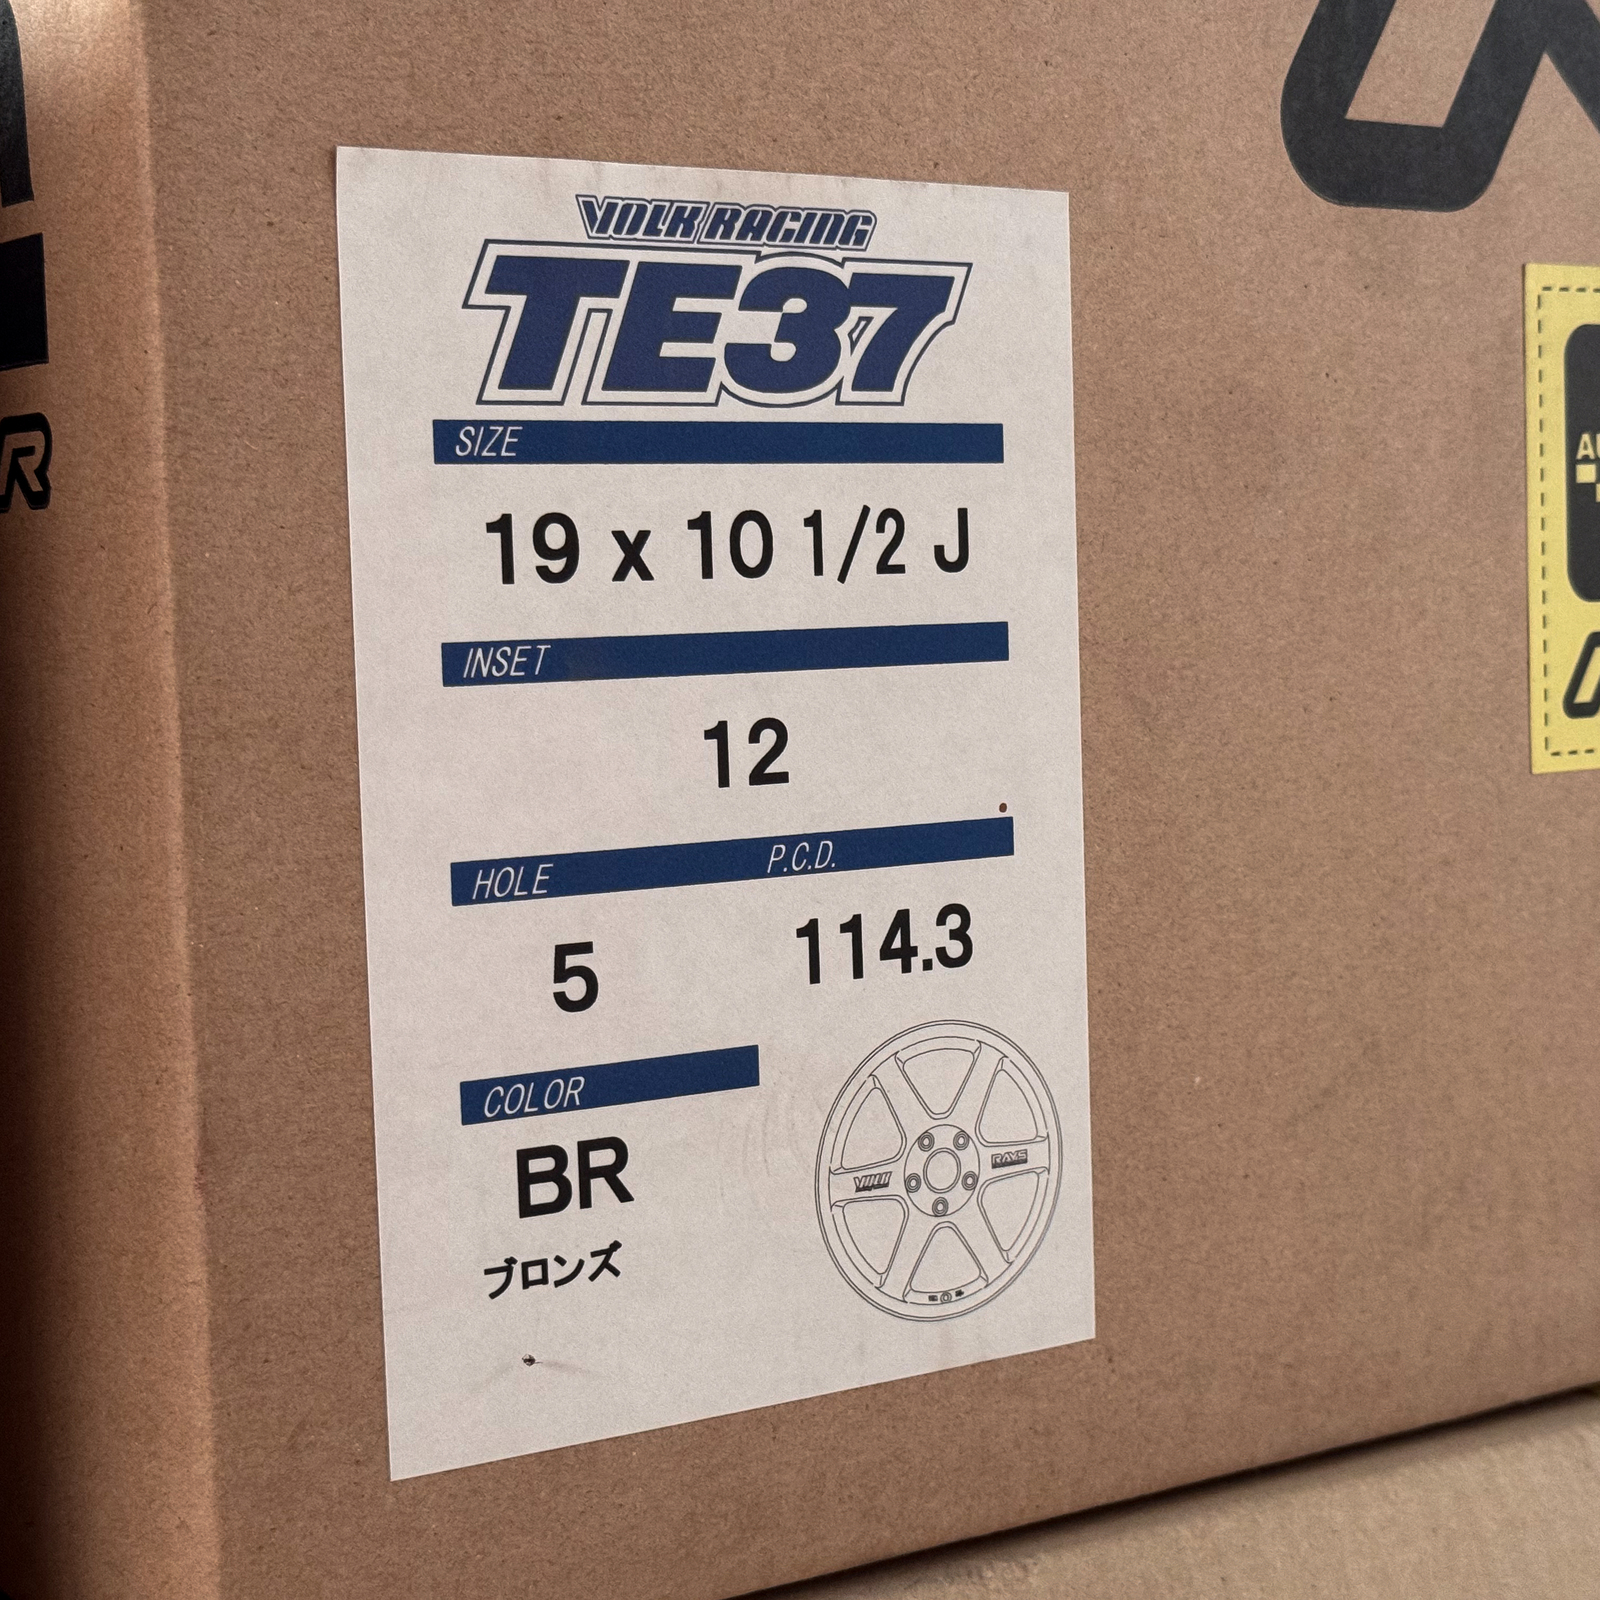 VOLK RACING
TE37
SIZE
19 x 10 1/2 J
INSET
12
HOLE P.C.D.
5 114.3
COLOR
BR
ブロンズ
VOLK
RAYS
R